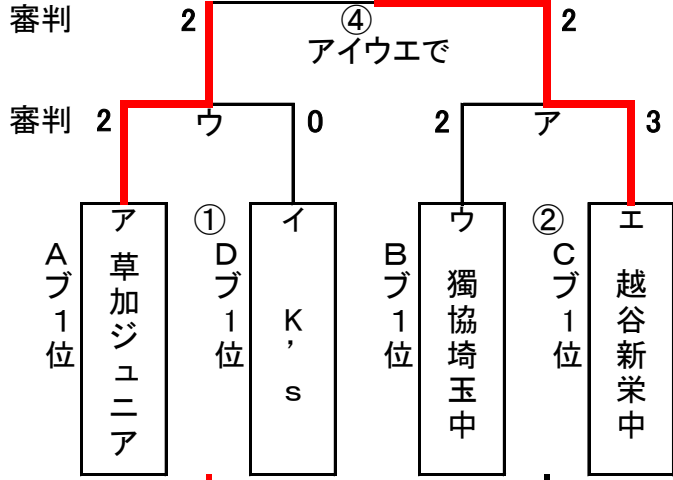 審判 2 ④ 2
アイウエで
審判 2 ウ 0 2 ア 3
ア ① イ ウ ② エ
Aブ1位
草加ジュニア
Dブ1位
K’s
Bブ1位
獨協埼玉中
Cブ1位
越谷新栄中